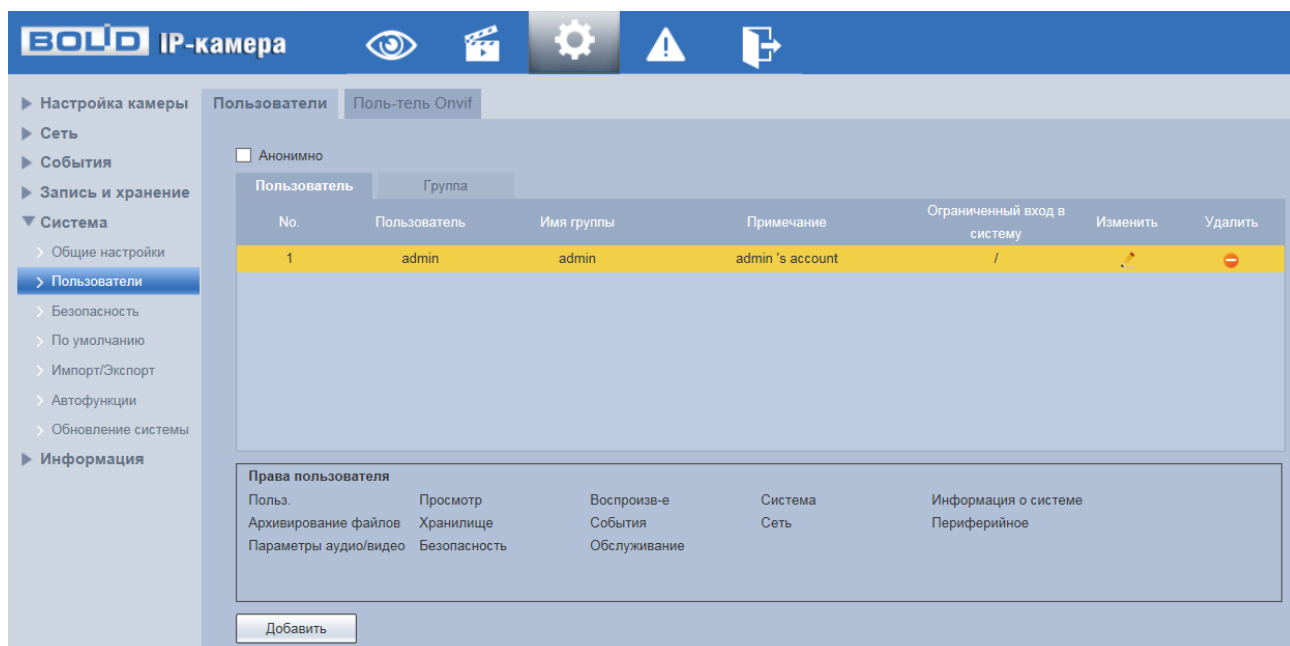 BOLID IP-камера
Настройка камеры
Сеть
События
Запись и хранение
Система
Общие настройки
Пользователи
Безопасность
По умолчанию
Импорт/Экспорт
Автофункции
Обновление системы
Информация
Пользователи Поль-тель Onvif
Анонимно
Пользователь Группа
No. Пользователь Имя группы Примечание Ограниченный вход в систему Изменить Удалить
1 admin admin admin 's account /
Права пользователя
Польз. Просмотр Воспроизв-е Система Информация о системе
Архивирование файлов Хранилище События Сеть Периферийное
Параметры аудио/видео Безопасность Обслуживание
Добавить